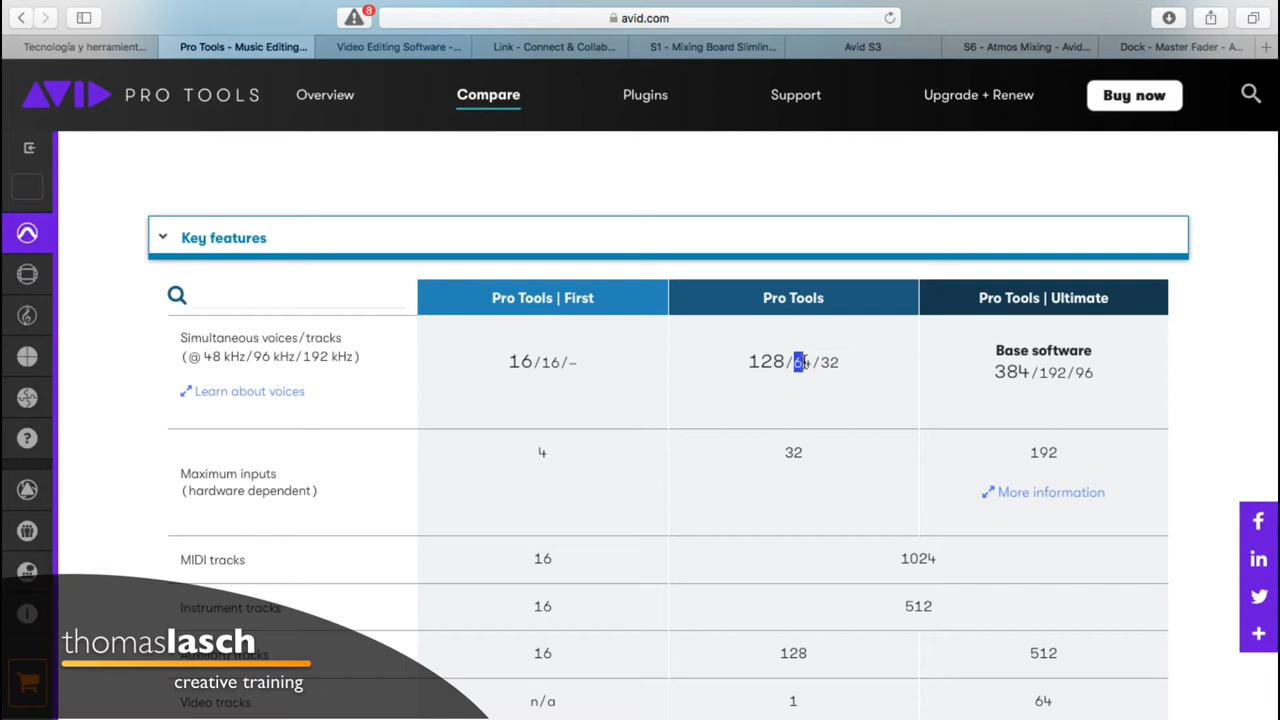 8
avid.com
Tecnología y herramient...
Pro Tools - Music Editing...
Video Editing Software -...
Link - Connect & Collab...
S1 - Mixing Board Slimlin...
Avid S3
S6 - Atmos Mixing - Avid...
Dock - Master Fader - A...
AVID PRO TOOLS
Overview
Compare
Plugins
Support
Upgrade + Renew
Buy now
Key features
Pro Tools | First
Pro Tools
Pro Tools | Ultimate
Simultaneous voices/tracks
(@ 48 kHz/96 kHz/192 kHz)
Learn about voices
16/16/–
128/64/32
Base software
384/192/96
Maximum inputs
(hardware dependent)
4
32
192
More information
MIDI tracks
16
1024
Instrument tracks
16
512
Auxiliary tracks
16
128
512
Video tracks
n/a
1
64
thomaslasch
creative training